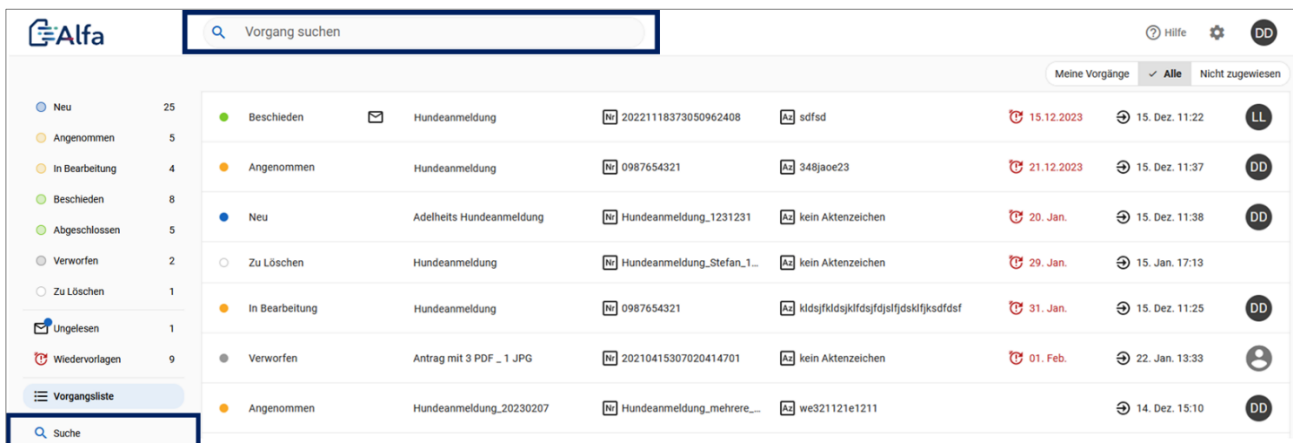 Alfa
Vorgang suchen
Hilfe
DD
Meine Vorgänge Alle Nicht zugewiesen
Neu 25
Angenommen 5
In Bearbeitung 4
Beschieden 8
Abgeschlossen 5
Verworfen 2
Zu Löschen 1
Ungelesen 1
Wiedervorlagen 9
Vorgangsliste
Suche
Beschieden Hundeanmeldung Nr 20221118373050962408 Az sdfsd 15.12.2023 15. Dez. 11:22 LL
Angenommen Hundeanmeldung Nr 0987654321 Az 348jaoe23 21.12.2023 15. Dez. 11:37 DD
Neu Adelheits Hundeanmeldung Nr Hundeanmeldung_1231231 Az kein Aktenzeichen 20. Jan. 15. Dez. 11:38 DD
Zu Löschen Hundeanmeldung Nr Hundeanmeldung_Stefan_1... Az kein Aktenzeichen 29. Jan. 15. Jan. 17:13
In Bearbeitung Hundeanmeldung Nr 0987654321 Az kldsjfkldsjklfdsjfdjslfjdsklfjksdfdsf 31. Jan. 15. Dez. 11:25 DD
Verworfen Antrag mit 3 PDF _ 1 JPG Nr 20210415307020414701 Az kein Aktenzeichen 01. Feb. 22. Jan. 13:33
Angenommen Hundeanmeldung_20230207 Nr Hundeanmeldung_mehrere_... Az we321121e1211 14. Dez. 15:10 DD